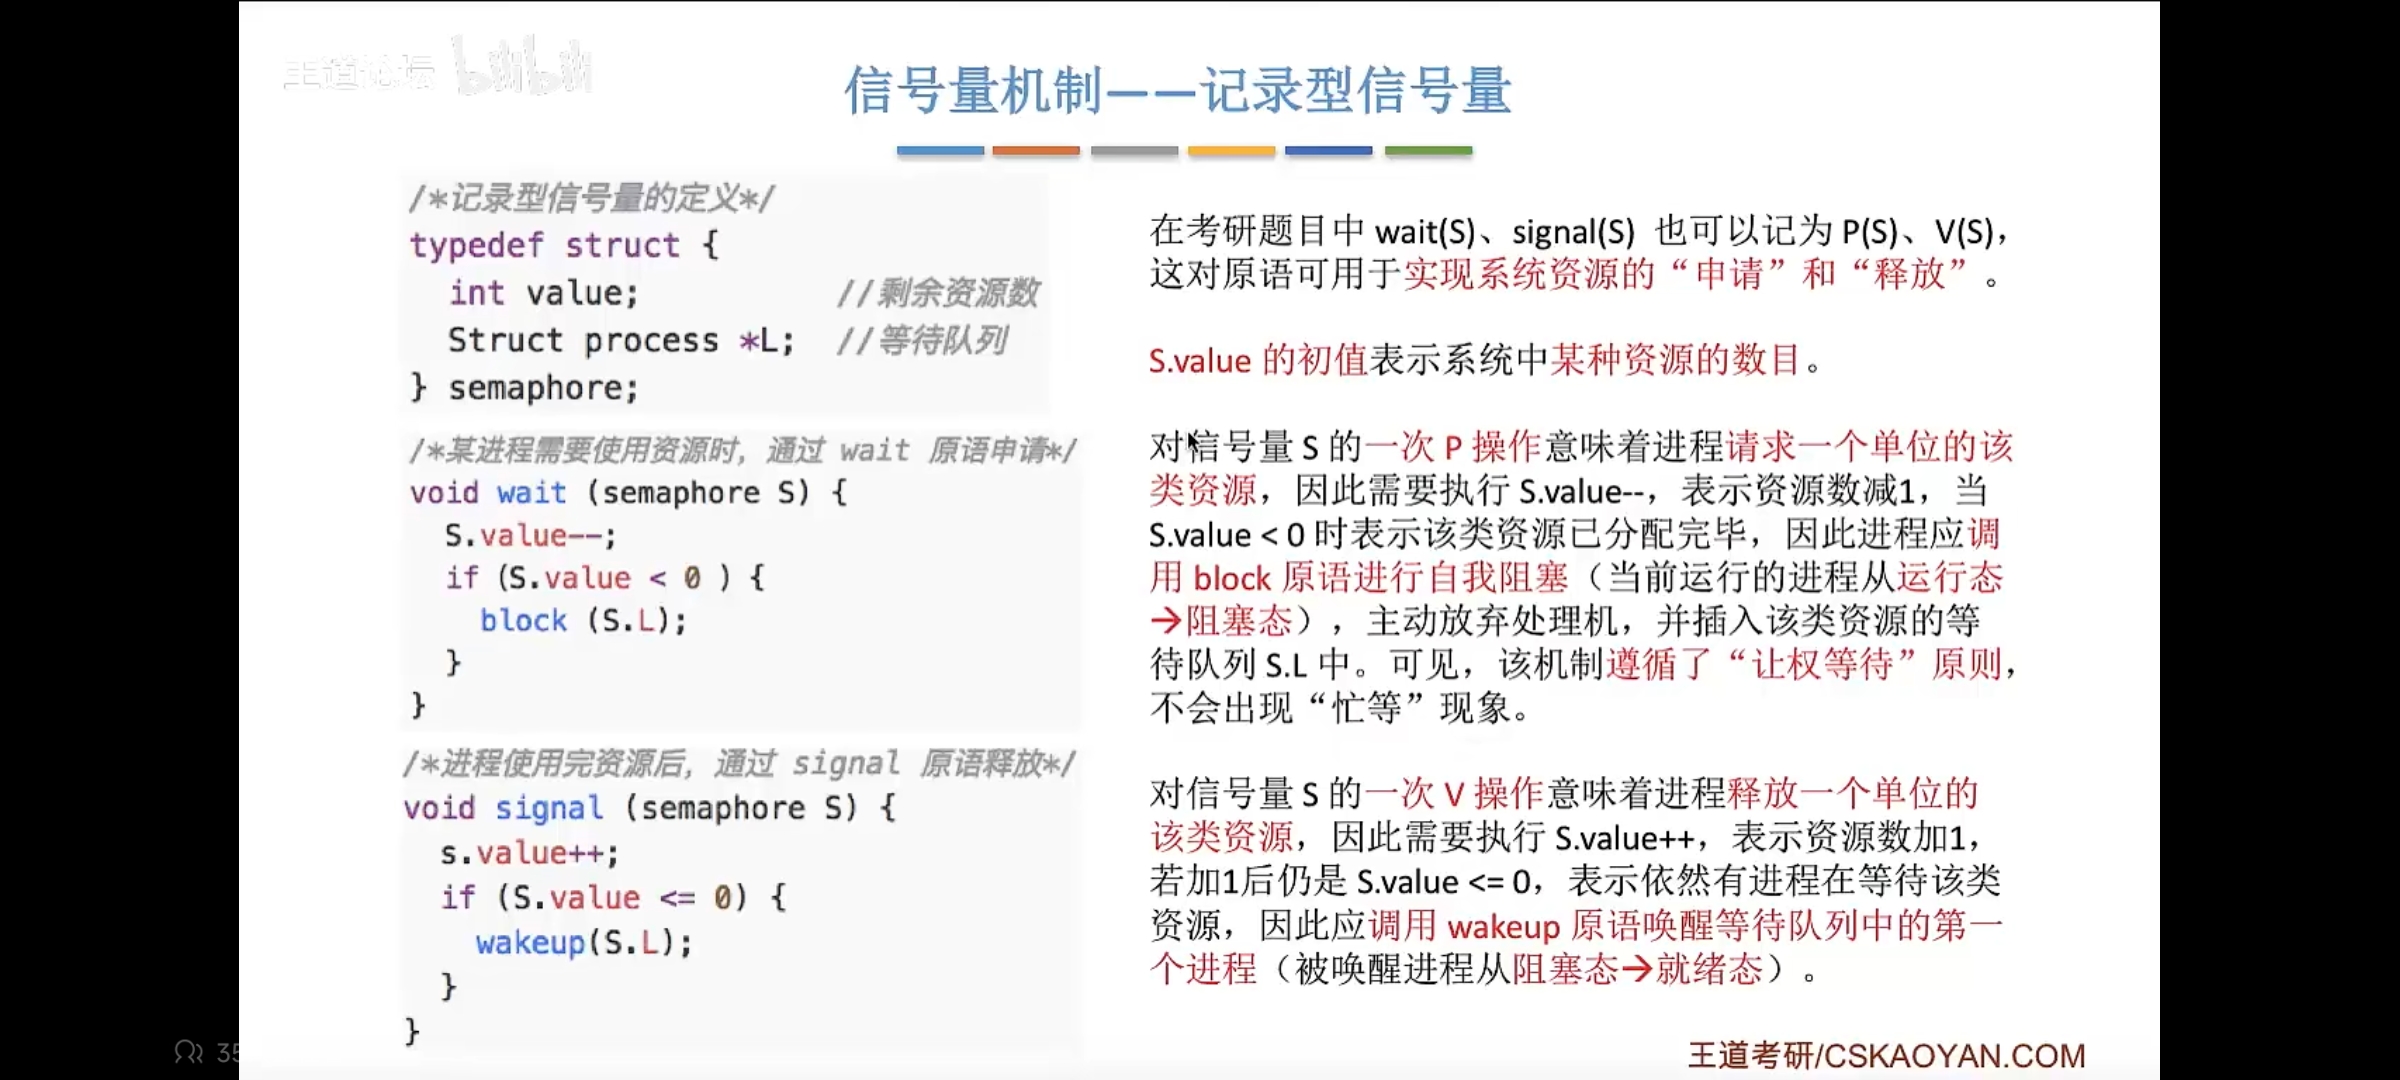 王道论坛 bilibili
信号量机制——记录型信号量
/*记录型信号量的定义*/
typedef struct {
int value; //剩余资源数
Struct process *L; //等待队列
} semaphore;
/*某进程需要使用资源时，通过 wait 原语申请*/
void wait (semaphore S) {
S.value--;
if (S.value < 0 ) {
block (S.L);
}
}
/*进程使用完资源后，通过 signal 原语释放*/
void signal (semaphore S) {
s.value++;
if (S.value <= 0) {
wakeup(S.L);
}
}
在考研题目中 wait(S)、signal(S) 也可以记为 P(S)、V(S)，
这对原语可用于实现系统资源的“申请”和“释放”。
S.value 的初值表示系统中某种资源的数目。
对信号量 S 的一次 P 操作意味着进程请求一个单位的该
类资源，因此需要执行 S.value--，表示资源数减1，当
S.value < 0 时表示该类资源已分配完毕，因此进程应调
用 block 原语进行自我阻塞（当前运行的进程从运行态
→阻塞态），主动放弃处理机，并插入该类资源的等
待队列 S.L 中。可见，该机制遵循了“让权等待”原则，
不会出现“忙等”现象。
对信号量 S 的一次 V 操作意味着进程释放一个单位的
该类资源，因此需要执行 S.value++，表示资源数加1，
若加1后仍是 S.value <= 0，表示依然有进程在等待该类
资源，因此应调用 wakeup 原语唤醒等待队列中的第一
个进程（被唤醒进程从阻塞态→就绪态）。
王道考研/CSKAOYAN.COM